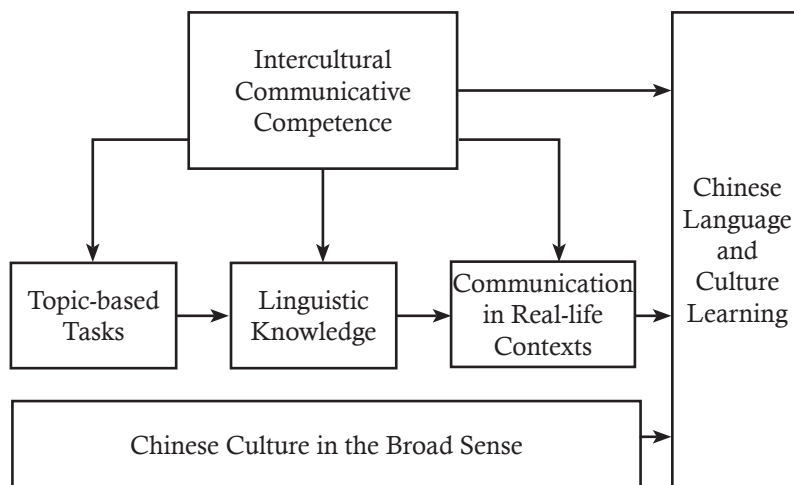 Intercultural
Communicative
Competence
Topic-based
Tasks
Linguistic
Knowledge
Communication
in Real-life
Contexts
Chinese
Language
and
Culture
Learning
Chinese Culture in the Broad Sense